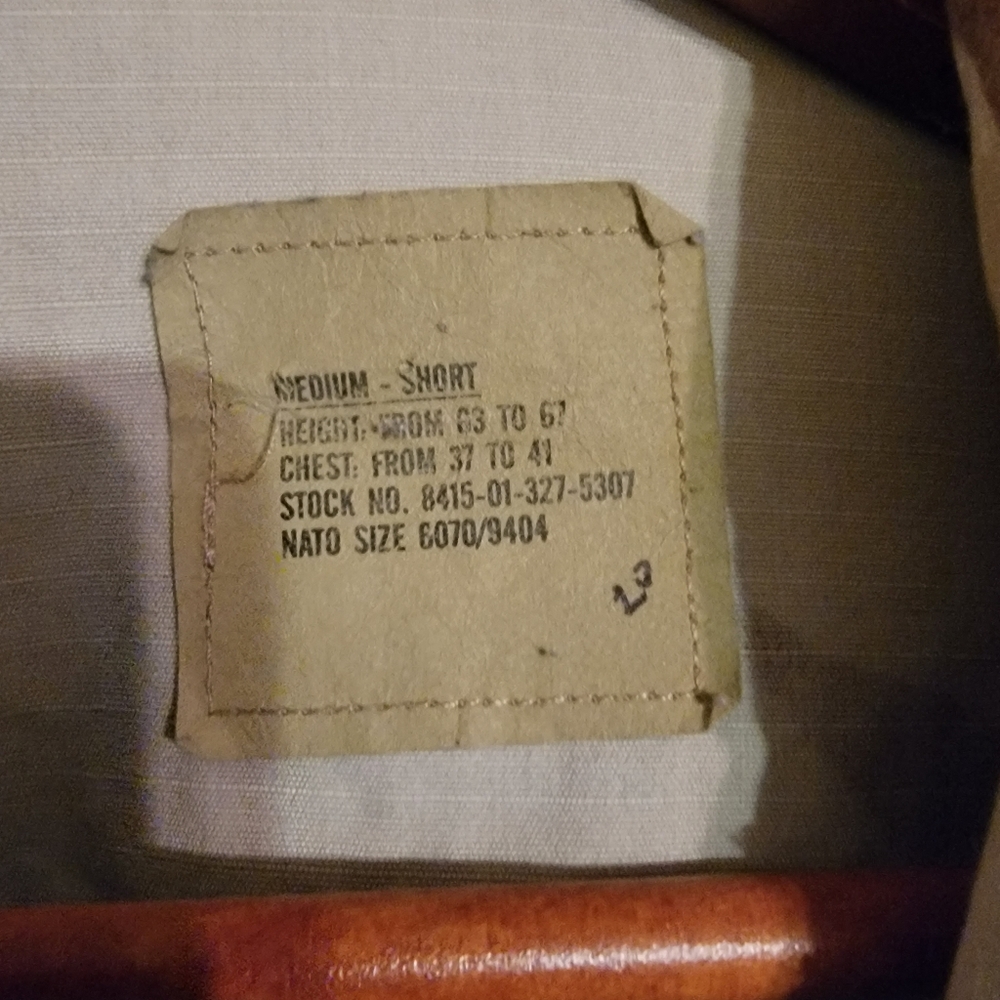 MEDIUM - SHORT
HEIGHT: FROM 63 TO 67
CHEST: FROM 37 TO 41
STOCK NO. 8415-01-327-5307
NATO SIZE 6070/9404